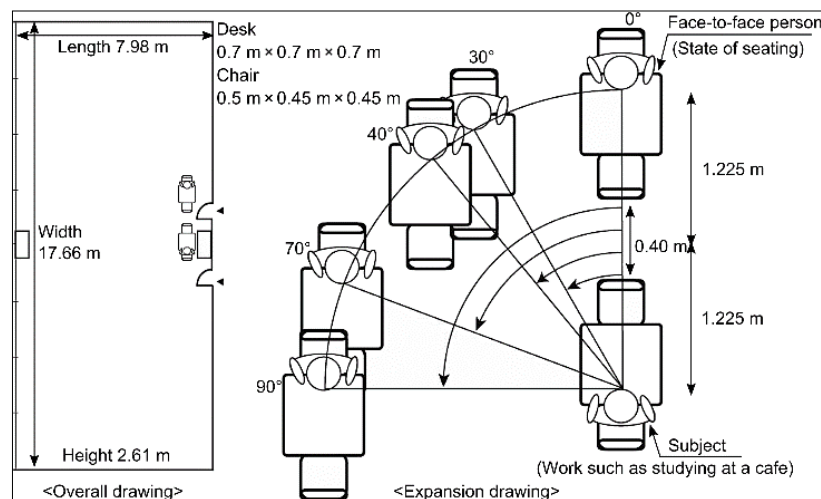 Length 7.98 m
Width
17.66 m
Height 2.61 m
<Overall drawing>
Desk
0.7 m × 0.7 m × 0.7 m
Chair
0.5 m × 0.45 m × 0.45 m
0°
30°
40°
70°
90°
Face-to-face person
(State of seating)
1.225 m
0.40 m
1.225 m
Subject
(Work such as studying at a cafe)
<Expansion drawing>